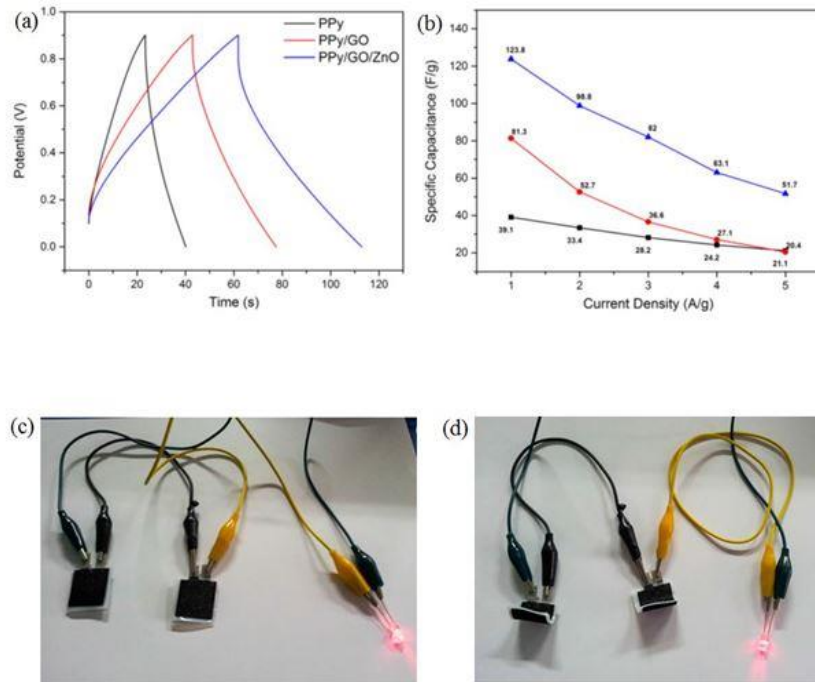 (a)
PPy
PPy/GO
PPy/GO/ZnO
1.0
0.8
0.6
0.4
0.2
0.0
Potential (V)
0 20 40 60 80 100 120
Time (s)
(b)
140
120
100
80
60
40
20
Specific Capacitance (F/g)
123.8
98.8
82
63.1
51.7
81.3
52.7
36.6
27.1
20.4
39.1
33.4
28.2
24.2
21.1
1 2 3 4 5
Current Density (A/g)
(c)
(d)